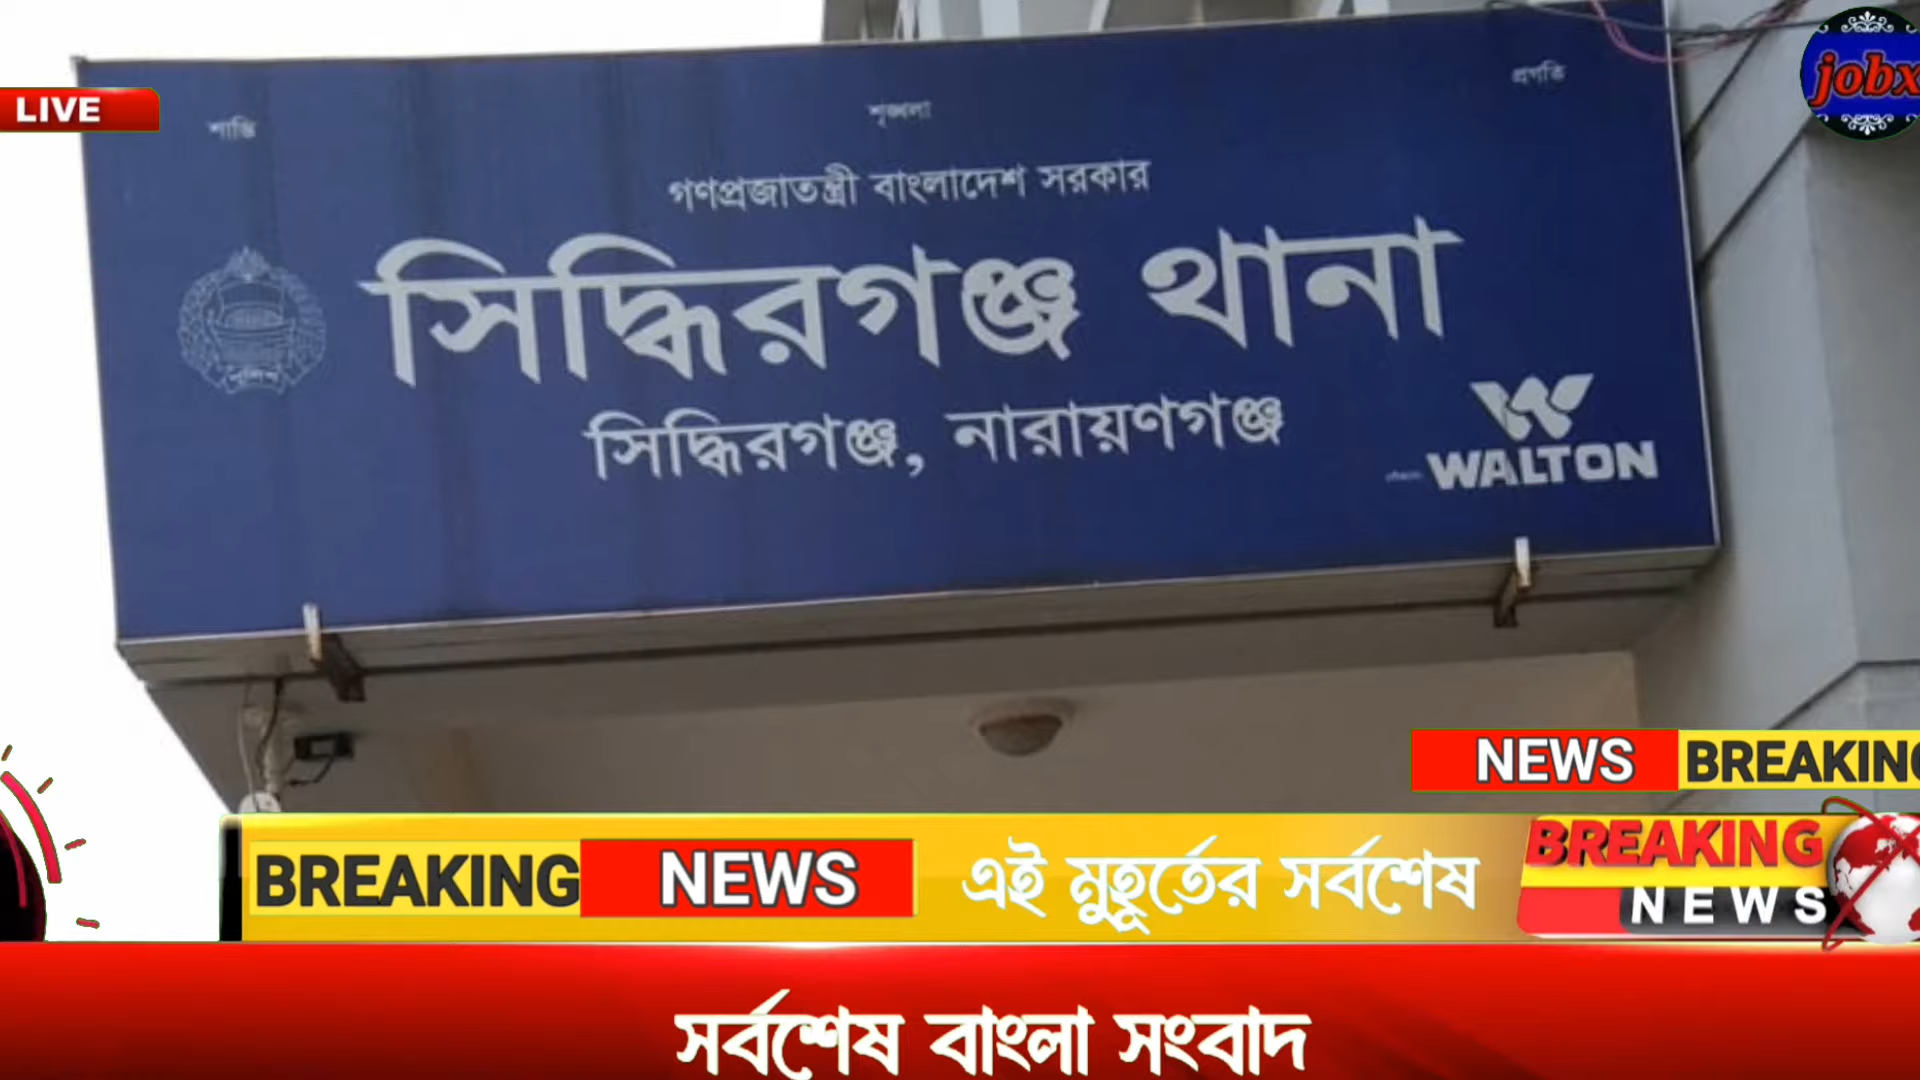 jobx
LIVE
শান্তি শৃঙ্খলা প্রগতি
গণপ্রজাতন্ত্রী বাংলাদেশ সরকার
সিদ্ধিরগঞ্জ থানা
পুলিশ
সিদ্ধিরগঞ্জ, নারায়ণগঞ্জ
WALTON
NEWS BREAKING
BREAKING NEWS এই মুহূর্তের সর্বশেষ BREAKING
NEWS
সর্বশেষ বাংলা সংবাদ